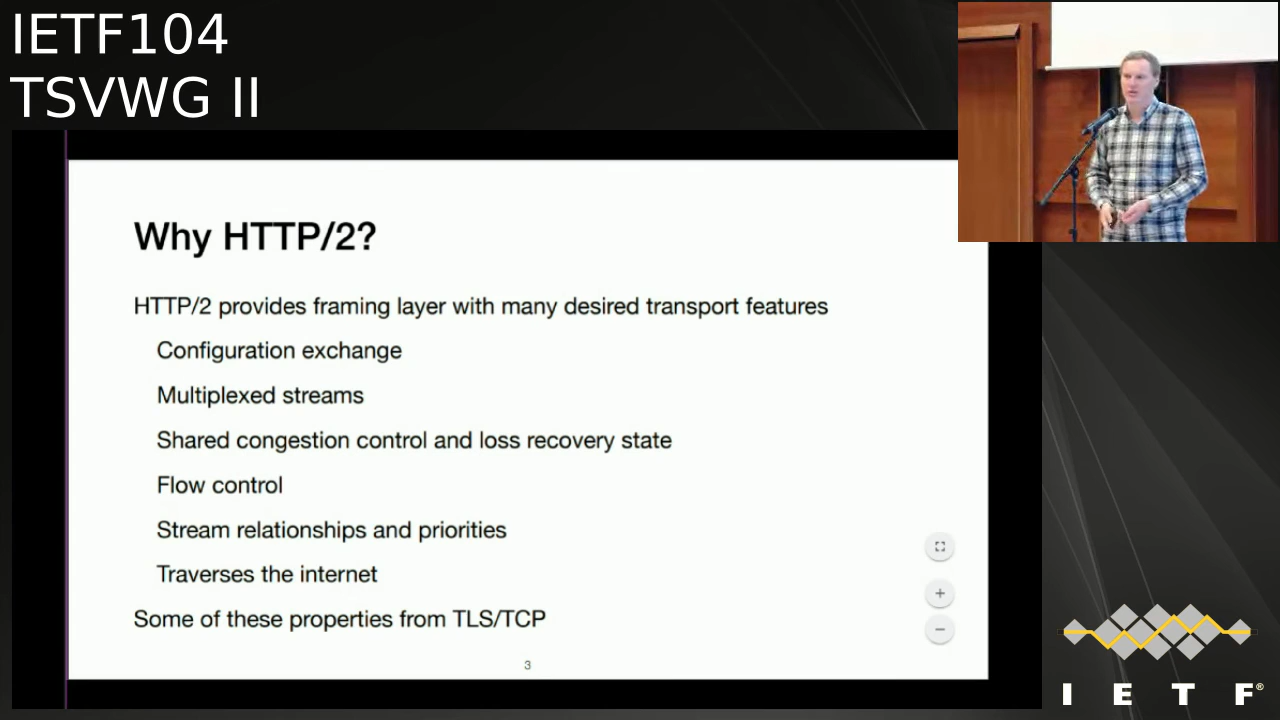 IETF104
TSVWG II
Why HTTP/2?
HTTP/2 provides framing layer with many desired transport features
Configuration exchange
Multiplexed streams
Shared congestion control and loss recovery state
Flow control
Stream relationships and priorities
Traverses the internet
Some of these properties from TLS/TCP
3
I E T F®